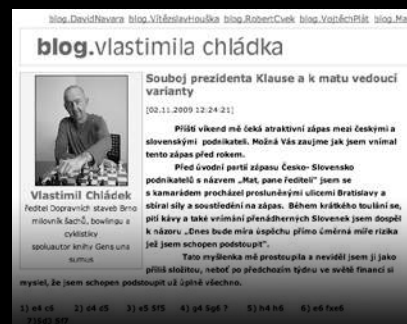 blog.DavidNavara blog.VítězslavHouška blog.RobertCvek blog.VojtěchPlát blog.Ma
blog.vlastimila chládka
Souboj prezidenta Klause a k matu vedoucí
varianty
[02.11.2009 12:24:21]
Příští víkend mě čeká atraktivní zápas mezi českými a
slovenskými podnikateli. Možná Vás zaujme jak jsem vnímal
tento zápas před rokem.
Před úvodní partií zápasu Česko- Slovensko
podnikatelů s názvem „Mat, pane řediteli" jsem se
s kamarádem procházel prosluněnými ulicemi Bratislavy a
sbíral síly a soustředění na zápas. Během krátkého toulání se,
pití kávy a také vnímání přenádherných Slovenek jsem dospěl
k názoru „Dnes bude míra úspěchu přímo úměrná míře rizika
jež jsem schopen podstoupit".
Tato myšlenka mě prostoupila a neviděl jsem ji jako
příliš složitou, neboť po předchozím týdnu ve světě financí si
myslel, že jsem schopen podstoupit už úplně všechno.
Vlastimil Chládek
ředitel Dopravních staveb Brno
milovník šachů, bowlingu a
cyklistiky
spoluautor knihy Gens una
sumus
1) e4 c6 2) d4 d5 3) e5 Sf5 4) g4 Sg6 ? 5) h4 h6 6) e6 fxe6